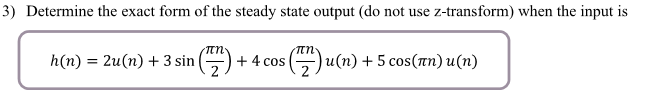 3) Determine the exact form of the steady state output (do not use z-transform) when the input is
h(n) = 2u(n) + 3 sin(πn/2) + 4 cos(πn/2) u(n) + 5 cos(πn) u(n)